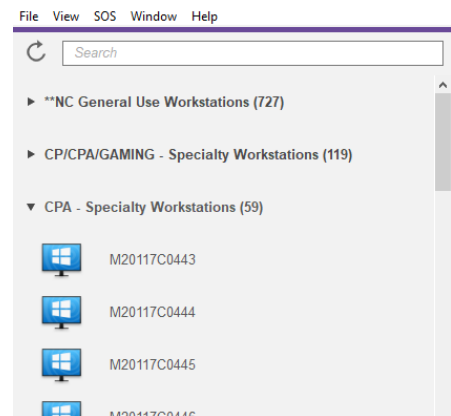 File View SOS Window Help
Search
**NC General Use Workstations (727)
CP/CPA/GAMING - Specialty Workstations (119)
CPA - Specialty Workstations (59)
M20117C0443
M20117C0444
M20117C0445
M20117C0446